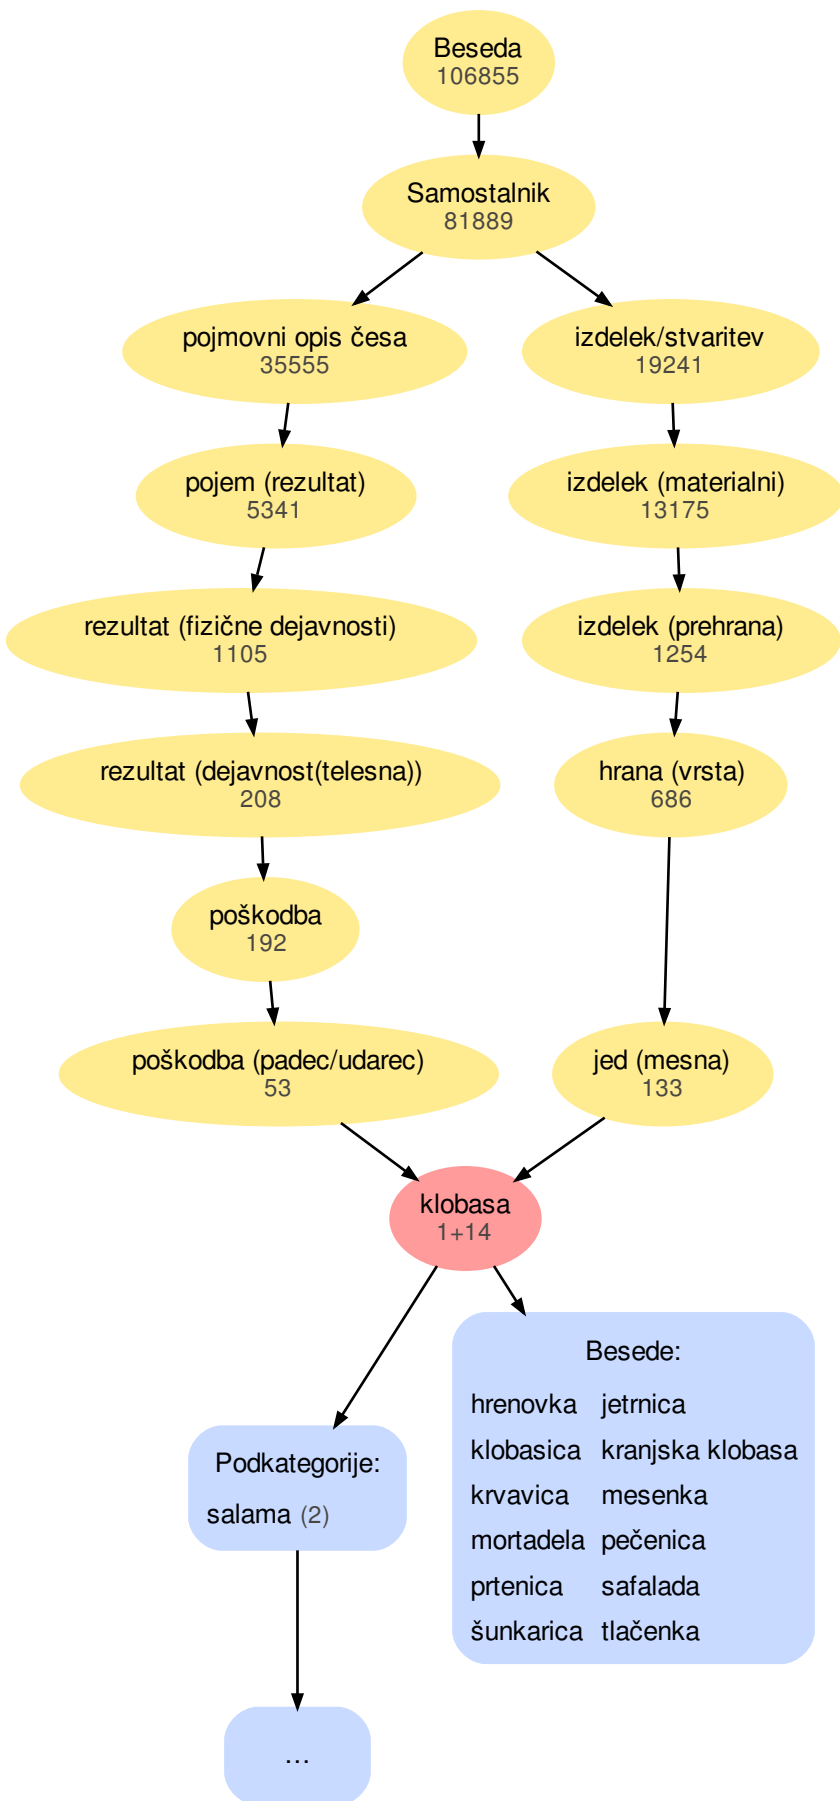 Beseda
106855
Samostalnik
81889
pojmovni opis česa
35555
izdelek/stvaritev
19241
pojem (rezultat)
5341
izdelek (materialni)
13175
rezultat (fizične dejavnosti)
1105
izdelek (prehrana)
1254
rezultat (dejavnost(telesna))
208
hrana (vrsta)
686
poškodba
192
poškodba (padec/udarec)
53
jed (mesna)
133
klobasa
1+14
Besede:
hrenovka jetrnica
klobasica kranjska klobasa
krvavica mesenka
mortadela pečenica
prtenica safalada
šunkarica tlačenka
Podkategorije:
salama (2)
...